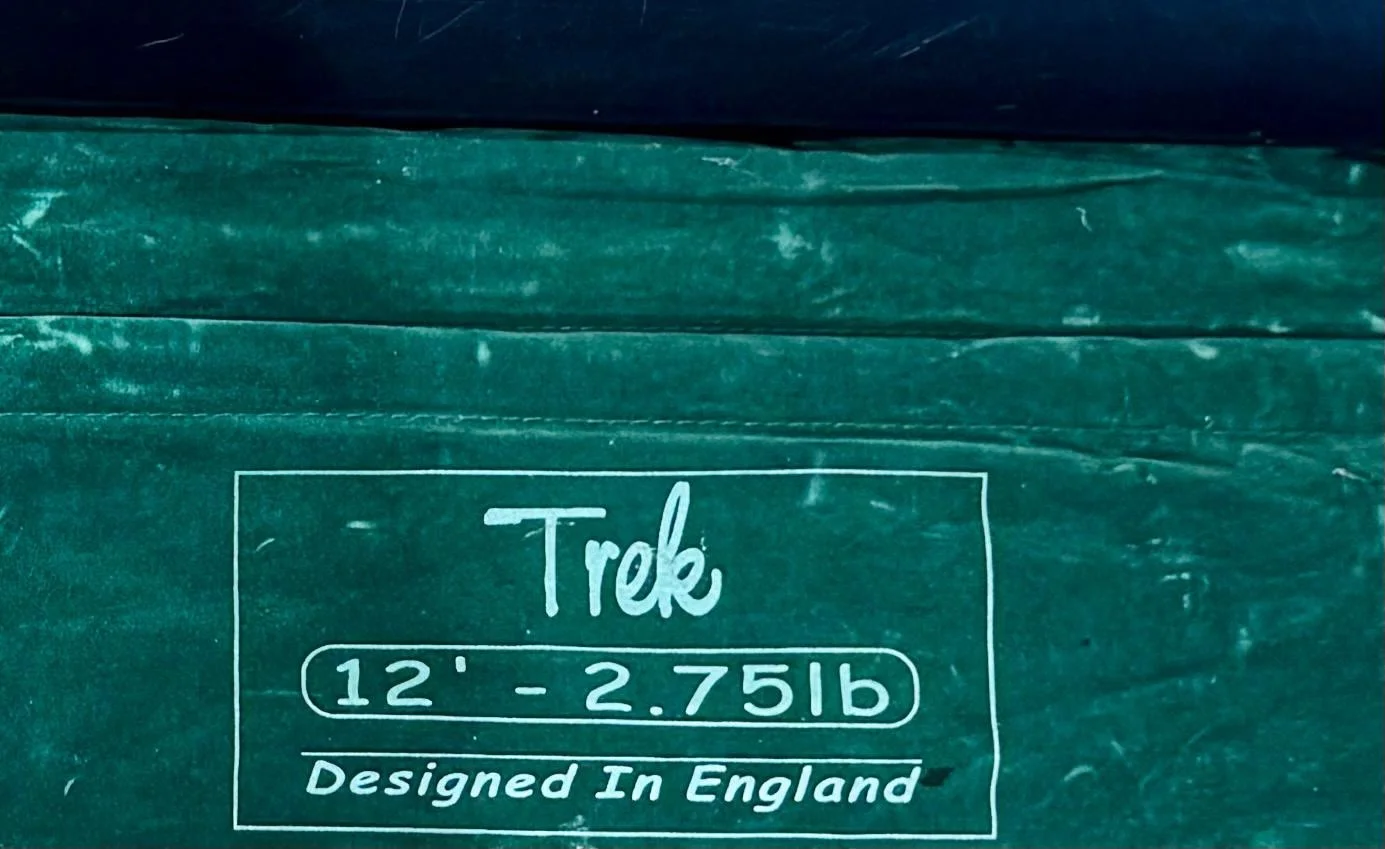 Trek
12' - 2.75lb
Designed In England